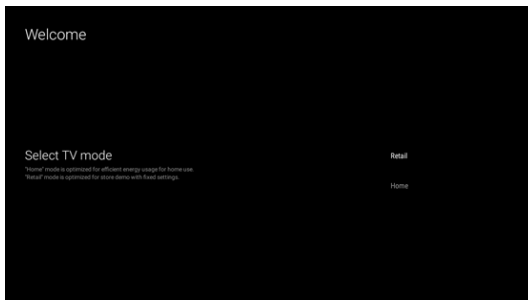 Welcome
Select TV mode
"Home" mode is optimized for efficient energy usage for home use.
"Retail" mode is optimized for store demo with fixed settings.
Retail
Home